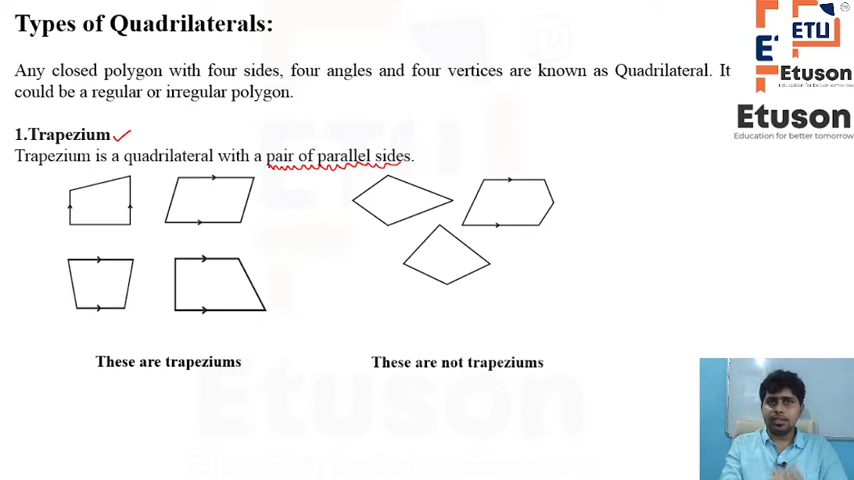 Types of Quadrilaterals:
Any closed polygon with four sides, four angles and four vertices are known as Quadrilateral. It
could be a regular or irregular polygon.
1.Trapezium
Trapezium is a quadrilateral with a pair of parallel sides.
These are trapeziums
These are not trapeziums
ETU
Etuson
Etuson
Education for better tomorrow
Etuson